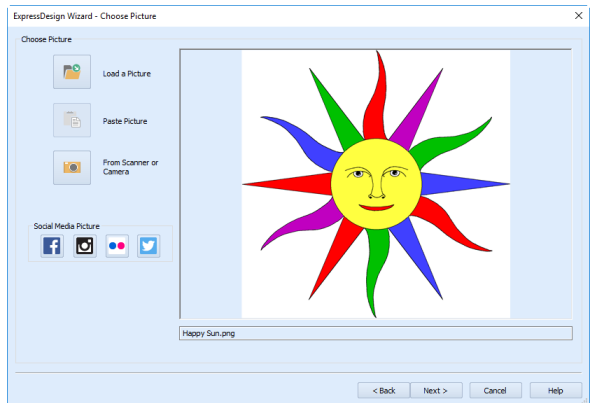 ExpressDesign Wizard - Choose Picture
Choose Picture
Load a Picture
Paste Picture
From Scanner or
Camera
Social Media Picture
Happy Sun.png
< Back
Next >
Cancel
Help